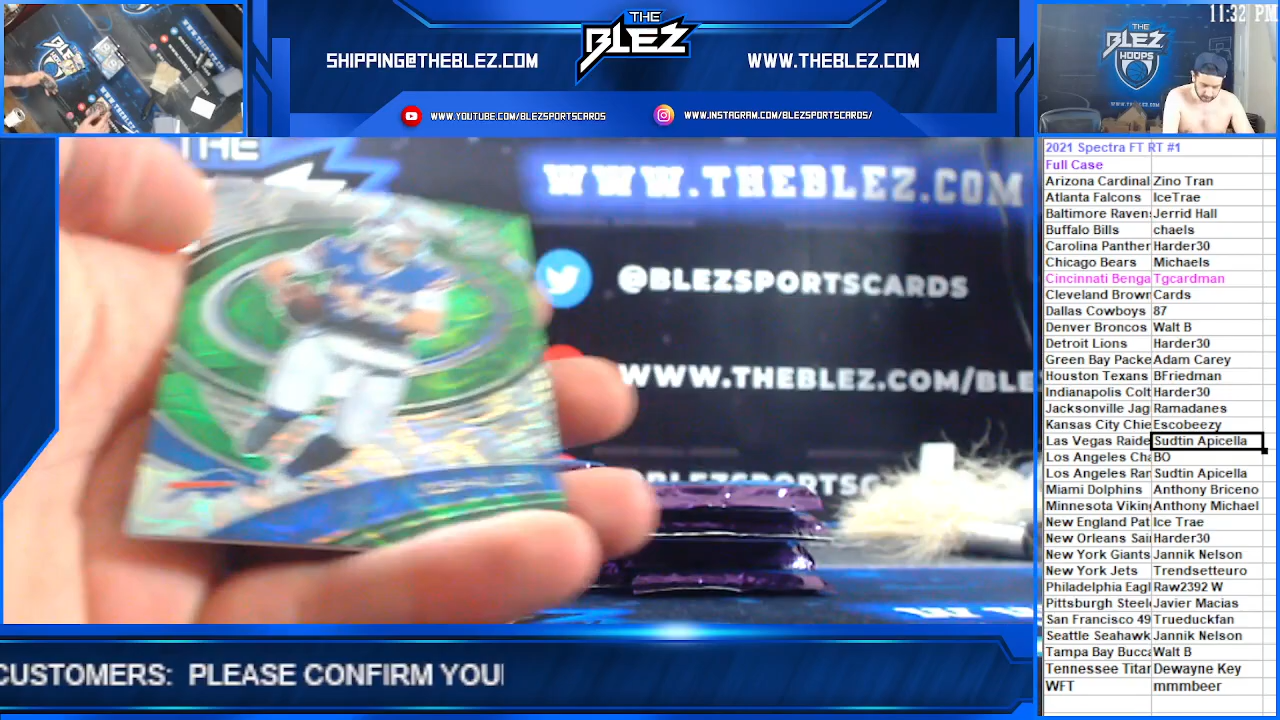 THE
BLEZ
SHIPPING@THEBLEZ.COM
WWW.THEBLEZ.COM
WWW.YOUTUBE.COM/BLEZSPORTSCARDS
WWW.INSTAGRAM.COM/BLEZSPORTSCARDS/
11:32 PM
THE
BLEZ
HOOPS
THE
WWW.THEBLEZ.COM
@BLEZSPORTSCARDS
WWW.THEBLEZ.COM/BLE
CUSTOMERS: PLEASE CONFIRM YOU
2021 Spectra FT RT #1
Full Case
Arizona Cardinal Zino Tran
Atlanta Falcons IceTrae
Baltimore Raven Jerrid Hall
Buffalo Bills chaels
Carolina Panther Harder30
Chicago Bears Michaels
Cincinnati Benga Tgcardman
Cleveland Brown Cards
Dallas Cowboys 87
Denver Broncos Walt B
Detroit Lions Harder30
Green Bay Packe Adam Carey
Houston Texans BFriedman
Indianapolis Colt Harder30
Jacksonville Jag Ramadanes
Kansas City Chie Escobeezy
Las Vegas Raide Sudtin Apicella
Los Angeles Cha BO
Los Angeles Ran Sudtin Apicella
Miami Dolphins Anthony Briceno
Minnesota Viking Anthony Michael
New England Pat Ice Trae
New Orleans Sai Harder30
New York Giants Jannik Nelson
New York Jets Trendsetteuro
Philadelphia Eagl Raw2392 W
Pittsburgh Steel Javier Macias
San Francisco 49 Trueduckfan
Seattle Seahawk Jannik Nelson
Tampa Bay Bucca Walt B
Tennessee Titan Dewayne Key
WFT mmmbeer